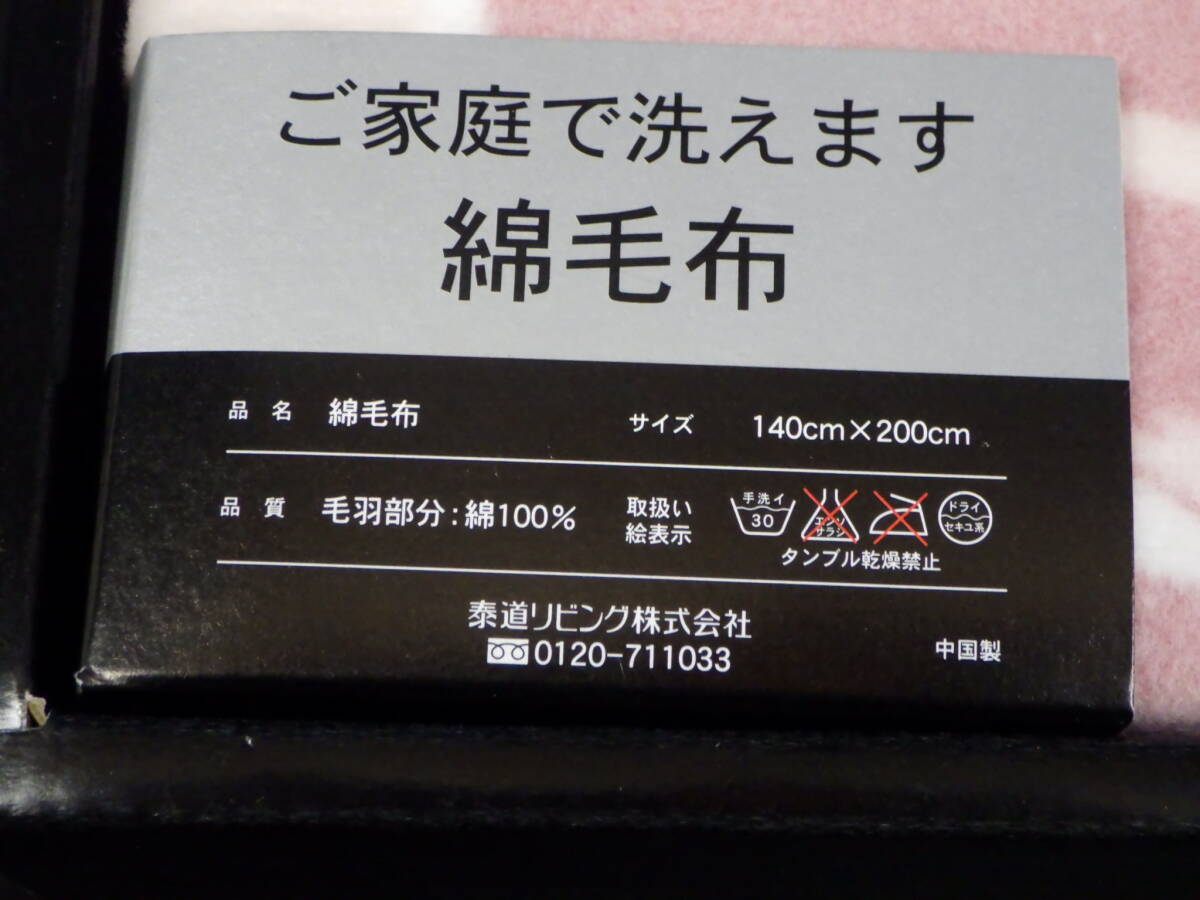 ご家庭で洗えます
綿毛布
品 名 綿毛布 サイズ 140cm×200cm
品 質 毛羽部分:綿100% 取扱い
絵表示
手洗イ
30
エンソ
サラシ
ドライ
セキユ系
タンブル乾燥禁止
泰道リビング株式会社
0120-711033
中国製